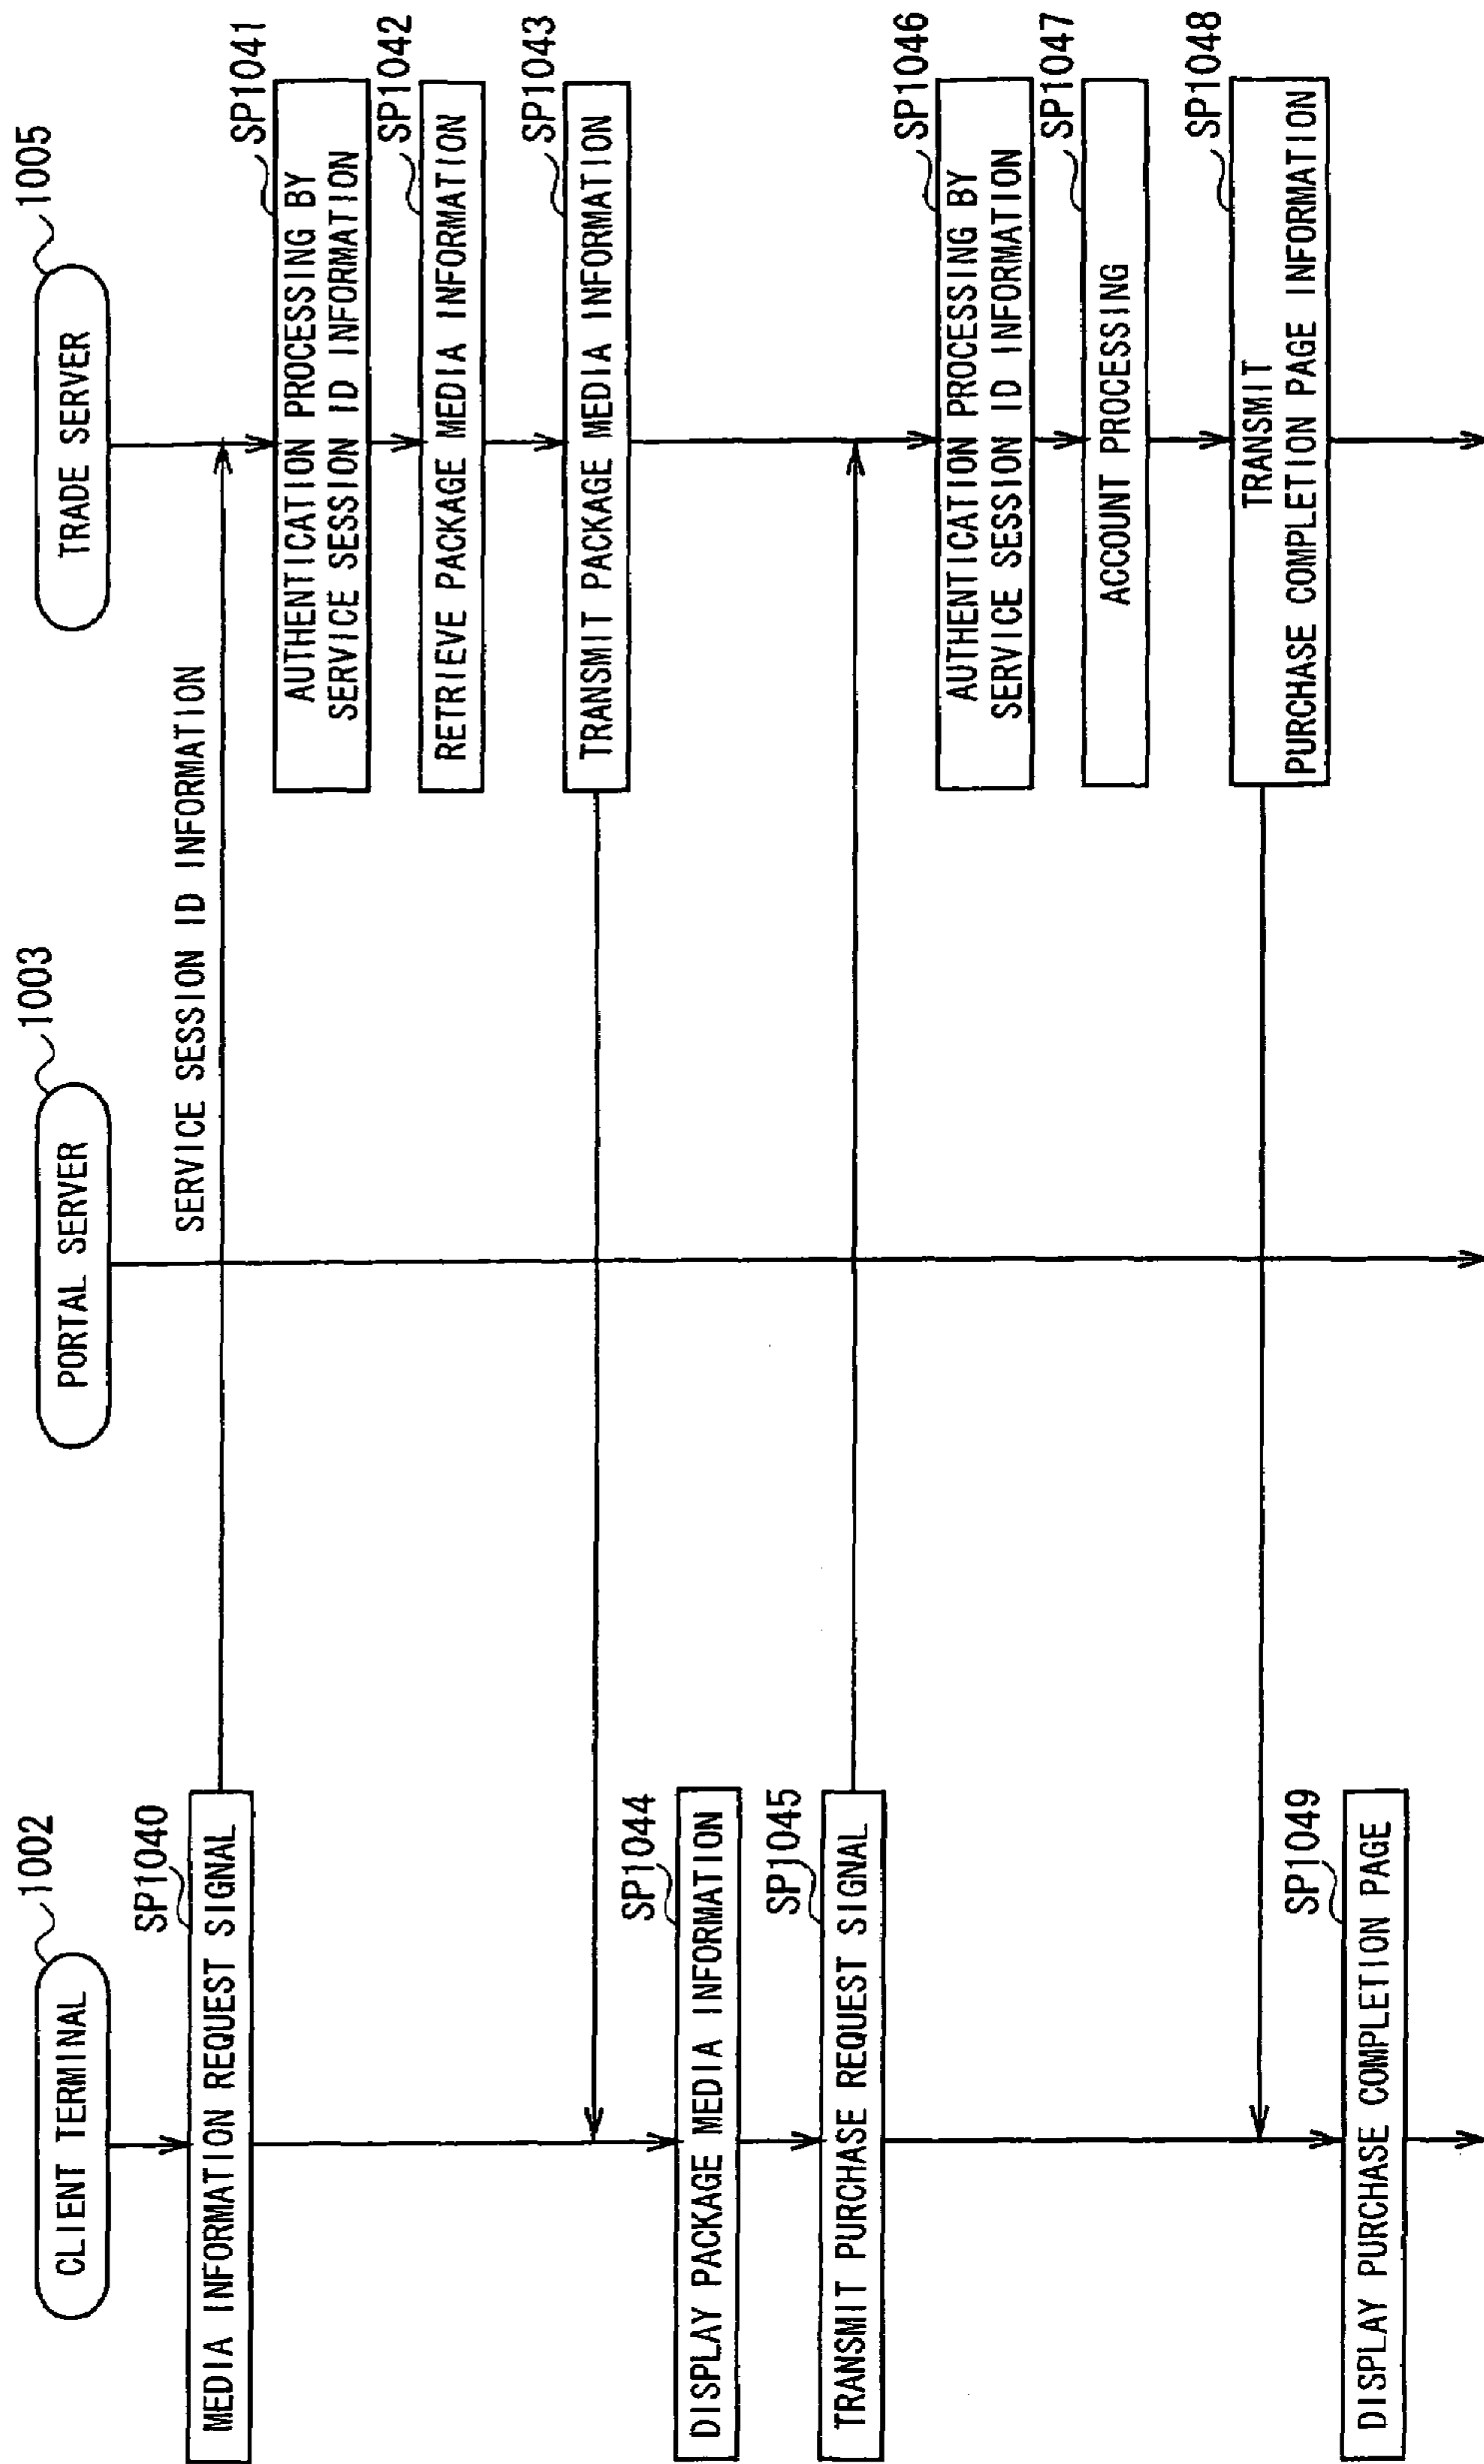 CLIENT TERMINAL
1002
PORTAL SERVER
1003
TRADE SERVER
1005
SP1040
MEDIA INFORMATION REQUEST SIGNAL
SERVICE SESSION ID INFORMATION
SP1041
AUTHENTICATION PROCESSING BY
SERVICE SESSION ID INFORMATION
SP1042
RETRIEVE PACKAGE MEDIA INFORMATION
SP1043
TRANSMIT PACKAGE MEDIA INFORMATION
SP1044
DISPLAY PACKAGE MEDIA INFORMATION
SP1045
TRANSMIT PURCHASE REQUEST SIGNAL
SP1046
AUTHENTICATION PROCESSING BY
SERVICE SESSION ID INFORMATION
SP1047
ACCOUNT PROCESSING
SP1048
TRANSMIT
PURCHASE COMPLETION PAGE INFORMATION
SP1049
DISPLAY PURCHASE COMPLETION PAGE